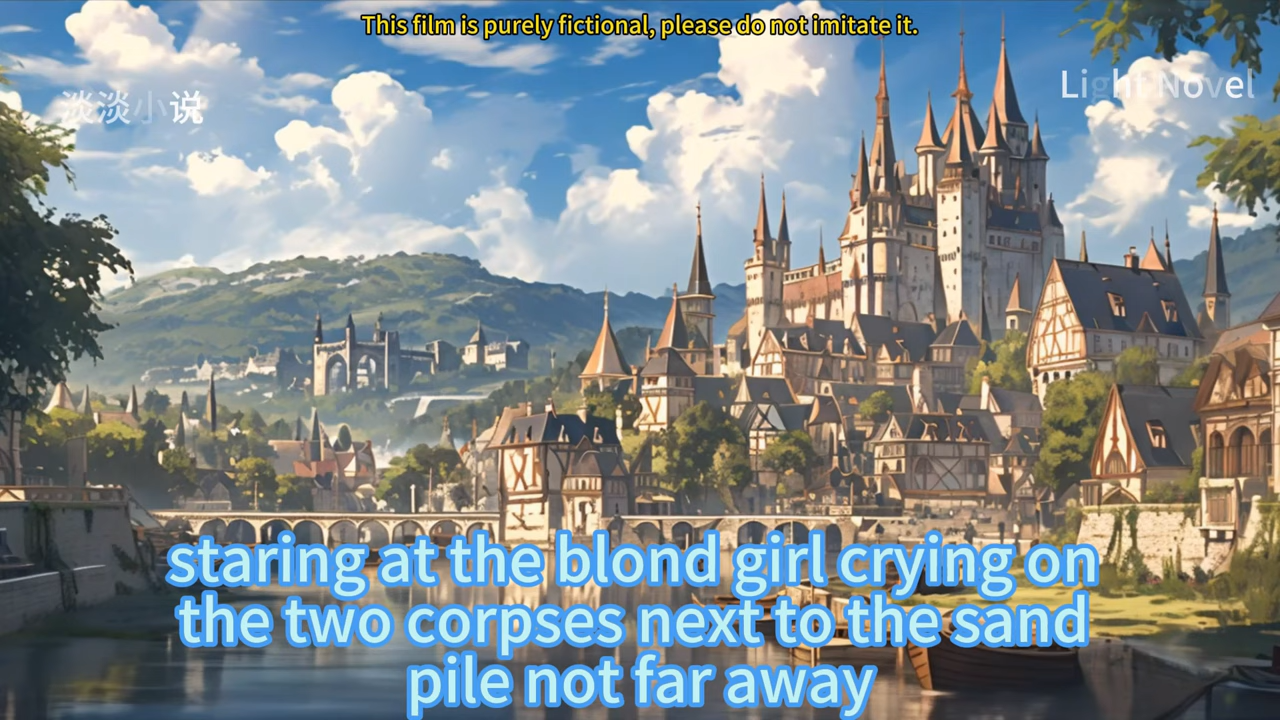 This film is purely fictional, please do not imitate it.
淡淡小说
Light Novel
staring at the blond girl crying on
the two corpses next to the sand
pile not far away